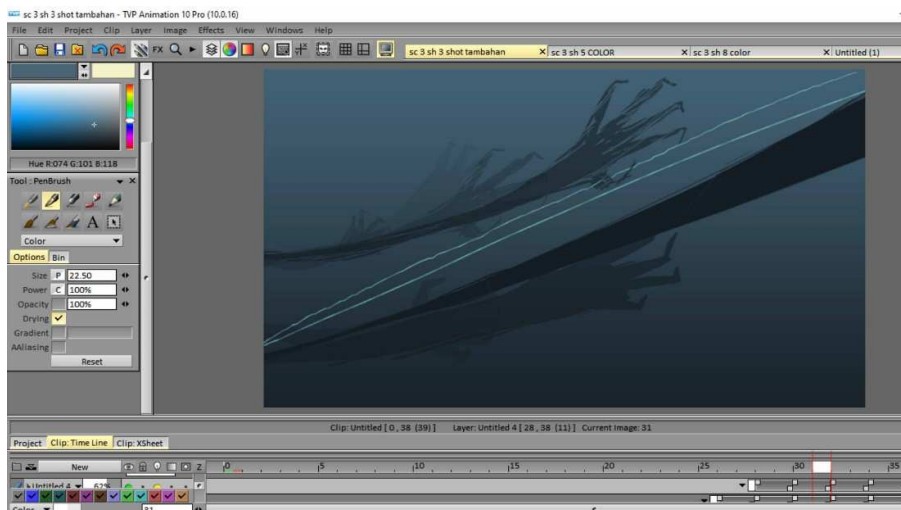 sc 3 sh 3 shot tambahan - TVP Animation 10 Pro (10.0.16)
File Edit Project Clip Layer Image Effects View Windows Help
FX sc 3 sh 3 shot tambahan sc 3 sh 5 COLOR sc 3 sh 8 color Untitled (1)
Hue R:074 G:101 B:118
Tool : PenBrush
A
Color
Options Bin
Size P 22.50
Power C 100%
Opacity 100%
Drying
Gradient
AAliasing
Reset
Clip: Untitled [ 0 , 38 (39) ] Layer: Untitled 4 [ 28 , 38 (11) ] Current Image: 31
Project Clip: Time Line Clip: XSheet
New Z 0 5 10 15 20 25 30 35
Untitled 4 62%
Color 31